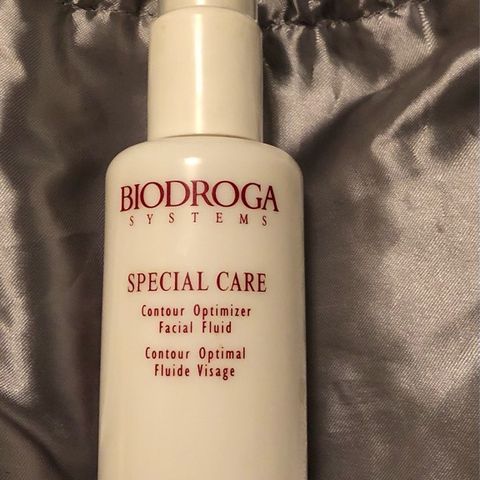 BIODROGA
SYSTEMS
SPECIAL CARE
Contour Optimizer
Facial Fluid
Contour Optimal
Fluide Visage